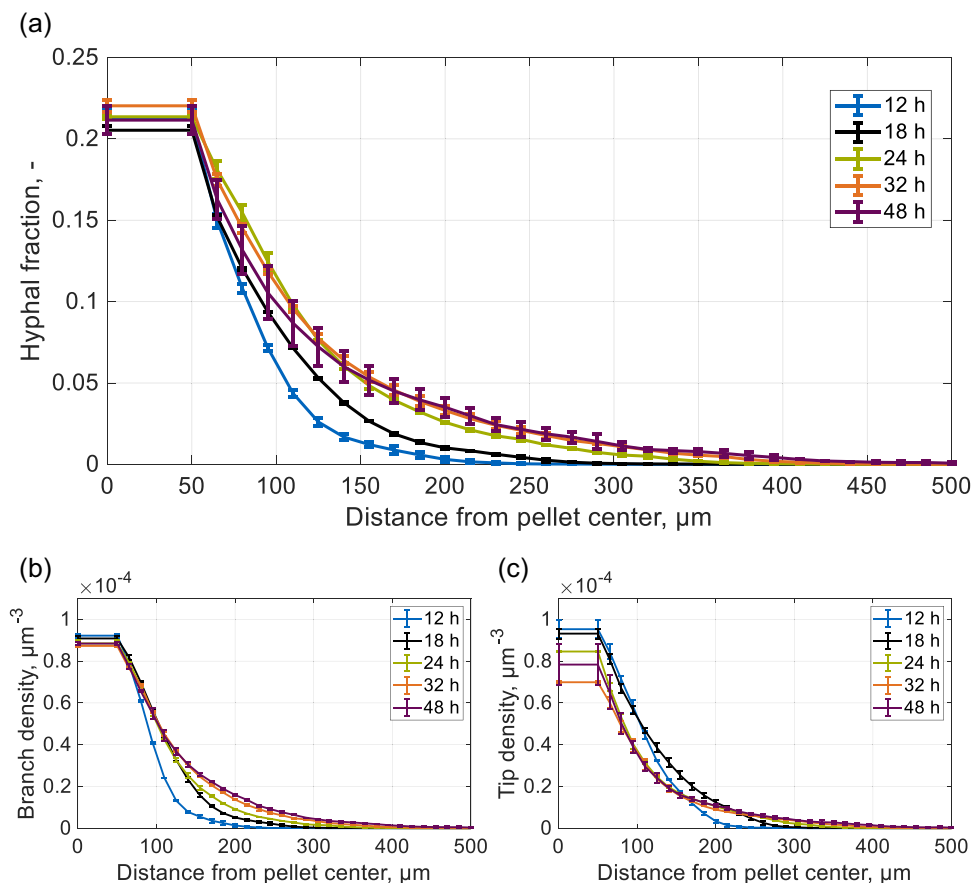 (a)
0.25
0.2
0.15
0.1
0.05
0
Hyphal fraction, -
12 h
18 h
24 h
32 h
48 h
0 50 100 150 200 250 300 350 400 450 500
Distance from pellet center, µm
(b)
×10⁻⁴
1
0.8
0.6
0.4
0.2
0
Branch density, µm⁻³
12 h
18 h
24 h
32 h
48 h
0 100 200 300 400 500
Distance from pellet center, µm
(c)
×10⁻⁴
1
0.8
0.6
0.4
0.2
0
Tip density, µm⁻³
12 h
18 h
24 h
32 h
48 h
0 100 200 300 400 500
Distance from pellet center, µm